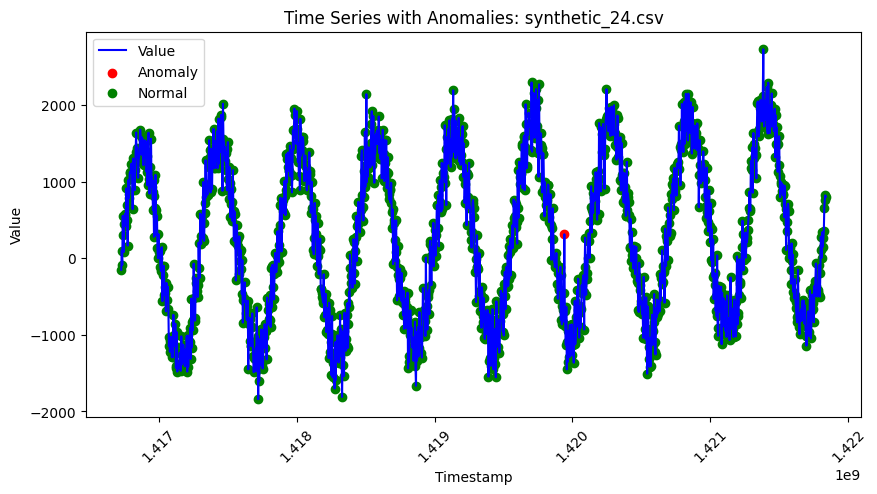 Time Series with Anomalies: synthetic_24.csv
Value
Anomaly
Normal
2000
1000
0
−1000
−2000
Value
1.417
1.418
1.419
1.420
1.421
1.422
1e9
Timestamp